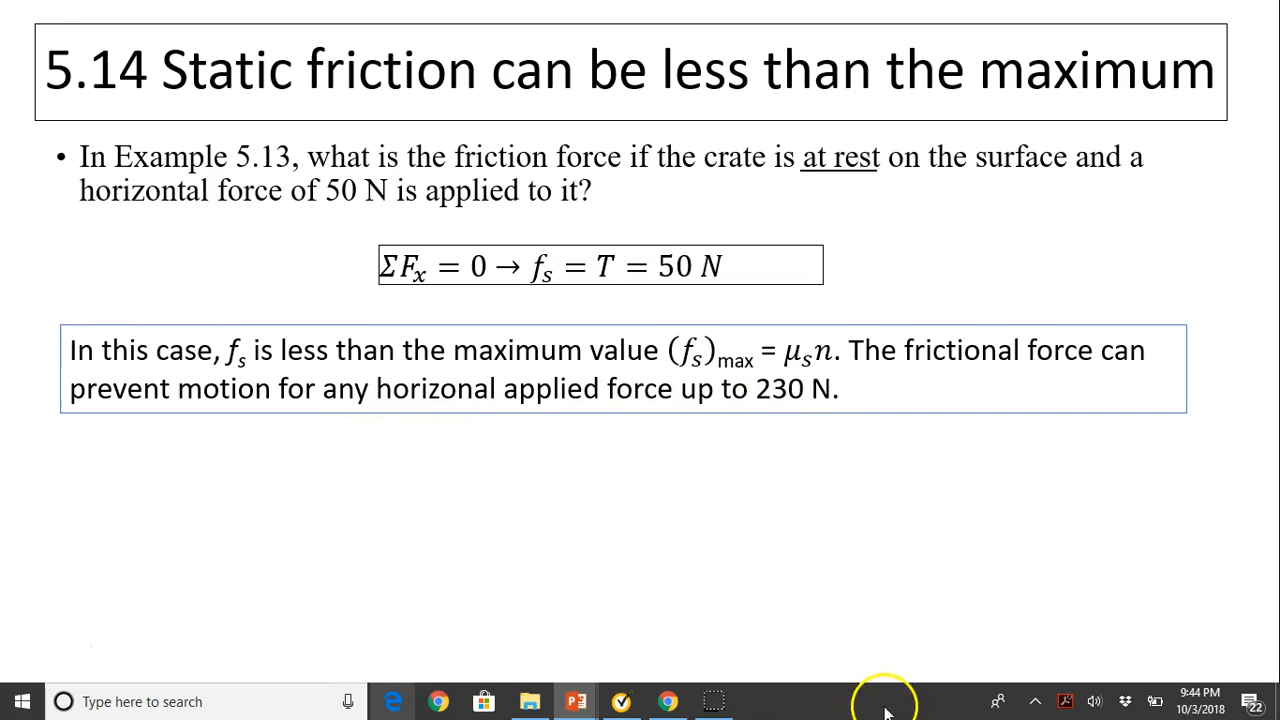 5.14 Static friction can be less than the maximum
• In Example 5.13, what is the friction force if the crate is at rest on the surface and a
horizontal force of 50 N is applied to it?
ΣFₓ = 0 → fₛ = T = 50 N
In this case, fₛ is less than the maximum value (fₛ)max = μₛn. The frictional force can
prevent motion for any horizonal applied force up to 230 N.
Type here to search
9:44 PM
10/3/2018
22